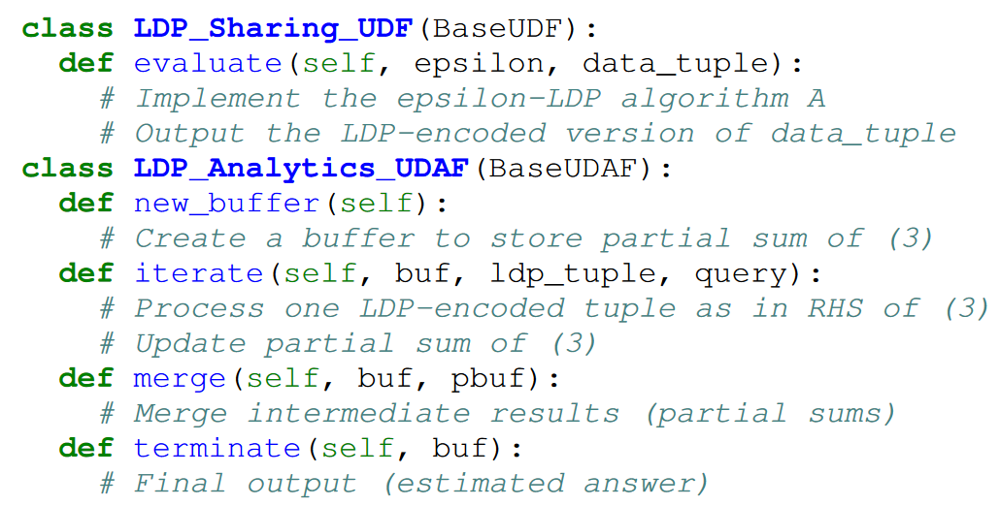 class LDP_Sharing_UDF(BaseUDF):
  def evaluate(self, epsilon, data_tuple):
    # Implement the epsilon-LDP algorithm A
    # Output the LDP-encoded version of data_tuple
class LDP_Analytics_UDAF(BaseUDAF):
  def new_buffer(self):
    # Create a buffer to store partial sum of (3)
  def iterate(self, buf, ldp_tuple, query):
    # Process one LDP-encoded tuple as in RHS of (3)
    # Update partial sum of (3)
  def merge(self, buf, pbuf):
    # Merge intermediate results (partial sums)
  def terminate(self, buf):
    # Final output (estimated answer)